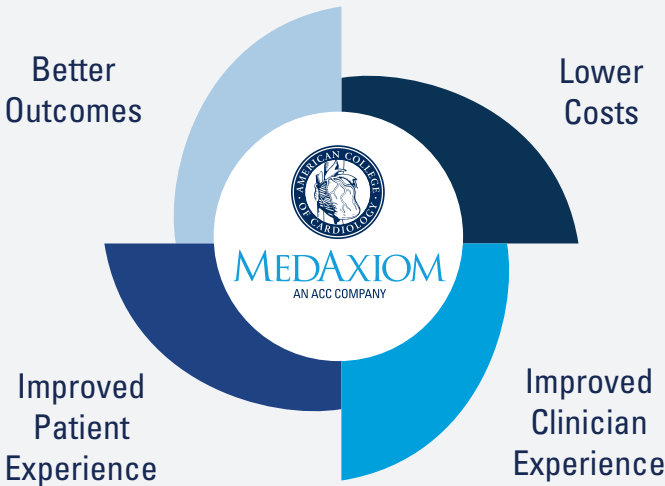 Better
Outcomes
Lower
Costs
AMERICAN COLLEGE
OF CARDIOLOGY
MEDAXIOM
AN ACC COMPANY
Improved
Patient
Experience
Improved
Clinician
Experience